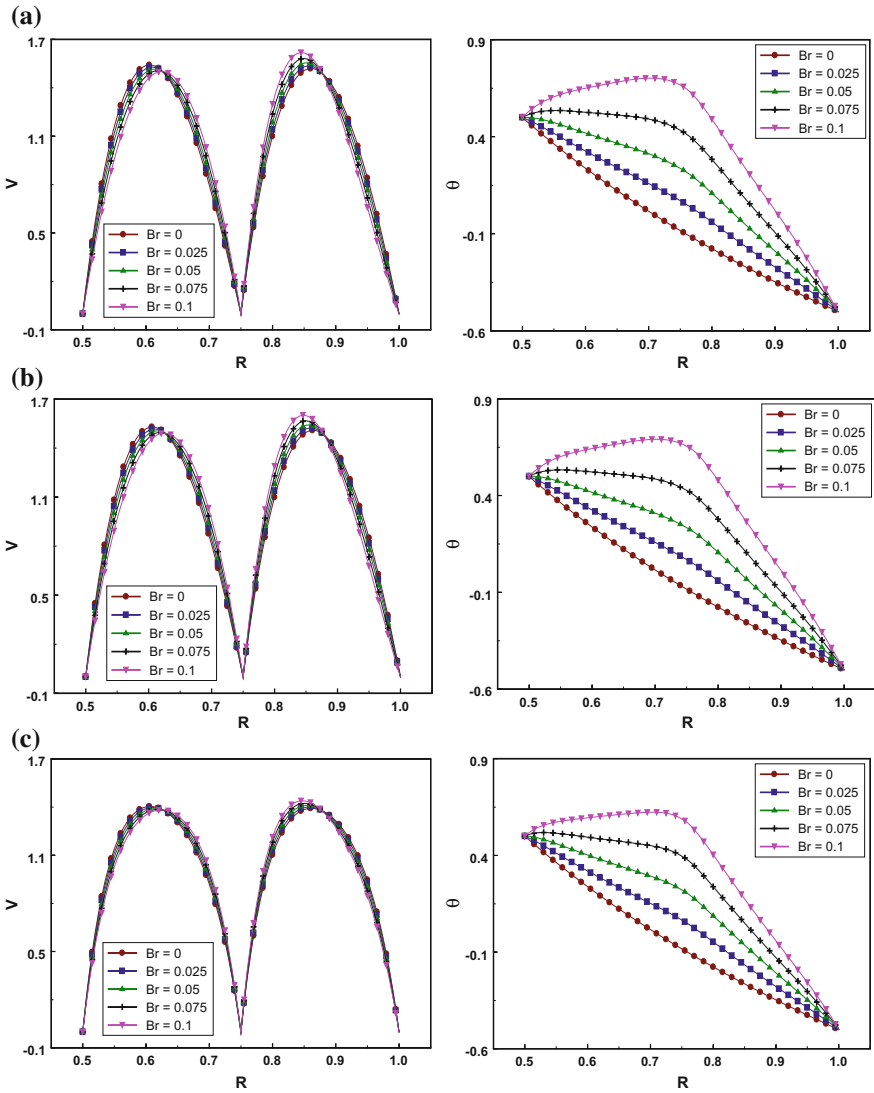 (a)
1.7
1.1
0.5
-0.1
V
Br = 0
Br = 0.025
Br = 0.05
Br = 0.075
Br = 0.1
0.5 0.6 0.7 0.8 0.9 1.0
R
0.9
0.4
-0.1
-0.6
θ
Br = 0
Br = 0.025
Br = 0.05
Br = 0.075
Br = 0.1
0.5 0.6 0.7 0.8 0.9 1.0
R
(b)
1.7
1.1
0.5
-0.1
V
Br = 0
Br = 0.025
Br = 0.05
Br = 0.075
Br = 0.1
0.5 0.6 0.7 0.8 0.9 1.0
R
0.9
0.4
-0.1
-0.6
θ
Br = 0
Br = 0.025
Br = 0.05
Br = 0.075
Br = 0.1
0.5 0.6 0.7 0.8 0.9 1.0
R
(c)
1.7
1.1
0.5
-0.1
V
Br = 0
Br = 0.025
Br = 0.05
Br = 0.075
Br = 0.1
0.5 0.6 0.7 0.8 0.9 1.0
R
0.9
0.4
-0.1
-0.6
θ
Br = 0
Br = 0.025
Br = 0.05
Br = 0.075
Br = 0.1
0.5 0.6 0.7 0.8 0.9 1.0
R